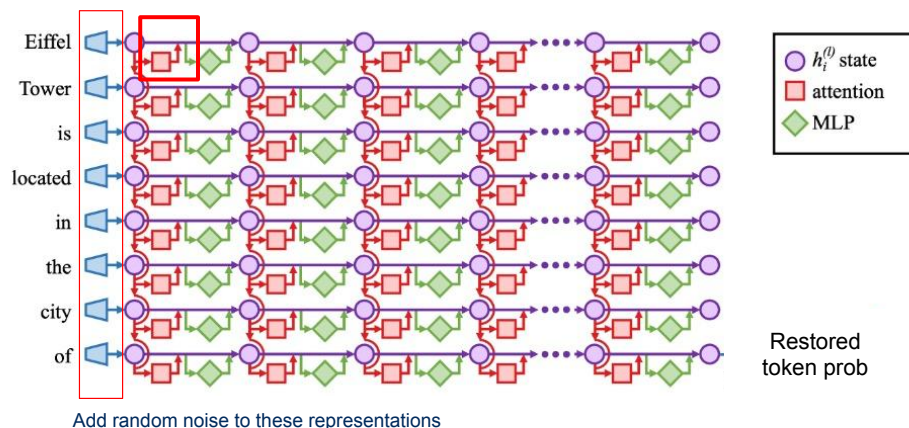 Eiffel
Tower
is
located
in
the
city
of
h_i^{(l)} state
attention
MLP
Restored
token prob
Add random noise to these representations